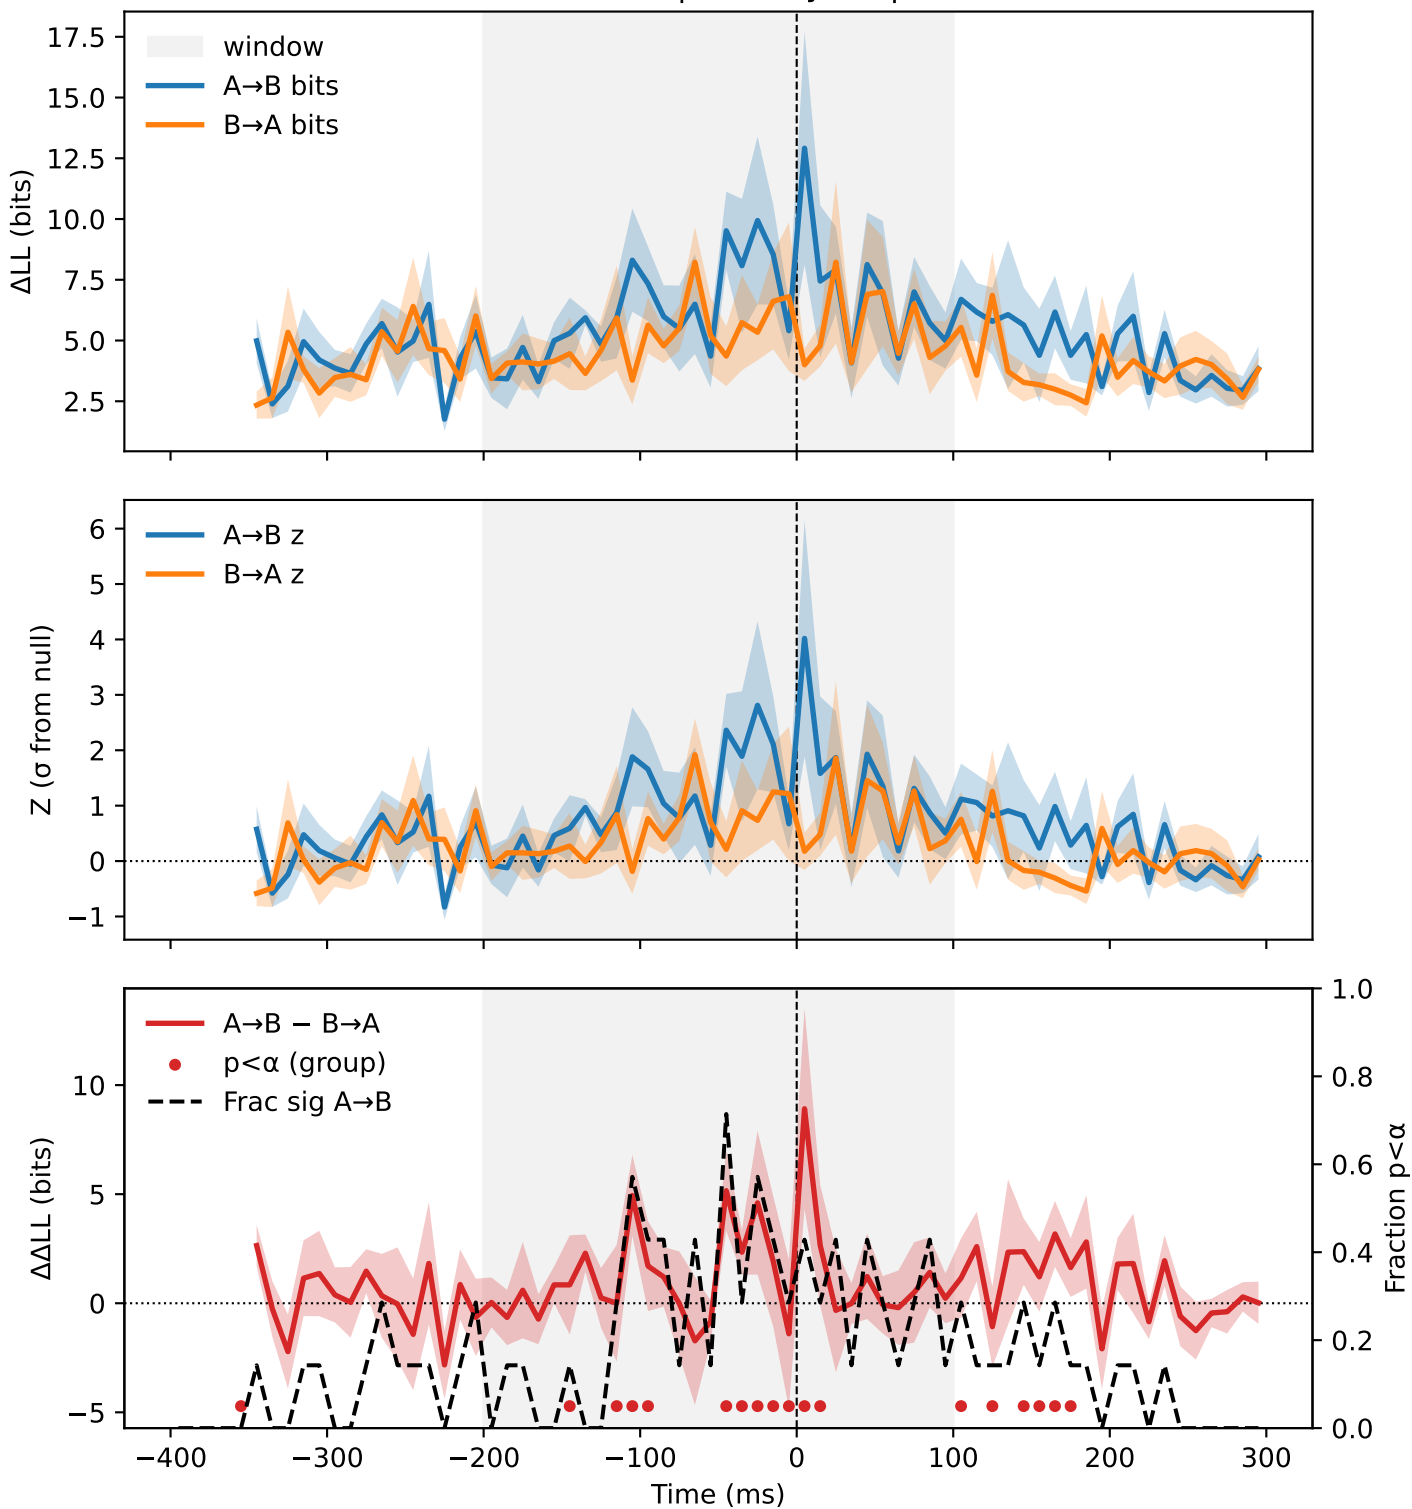 17.5
15.0
12.5
10.0
7.5
5.0
2.5
ΔLL (bits)
window
A→B bits
B→A bits
6
5
4
3
2
1
0
−1
Z (σ from null)
A→B z
B→A z
10
5
0
−5
ΔΔLL (bits)
A→B − B→A
p<α (group)
Frac sig A→B
1.0
0.8
0.6
0.4
0.2
0.0
Fraction p<α
−400 −300 −200 −100 0 100 200 300
Time (ms)